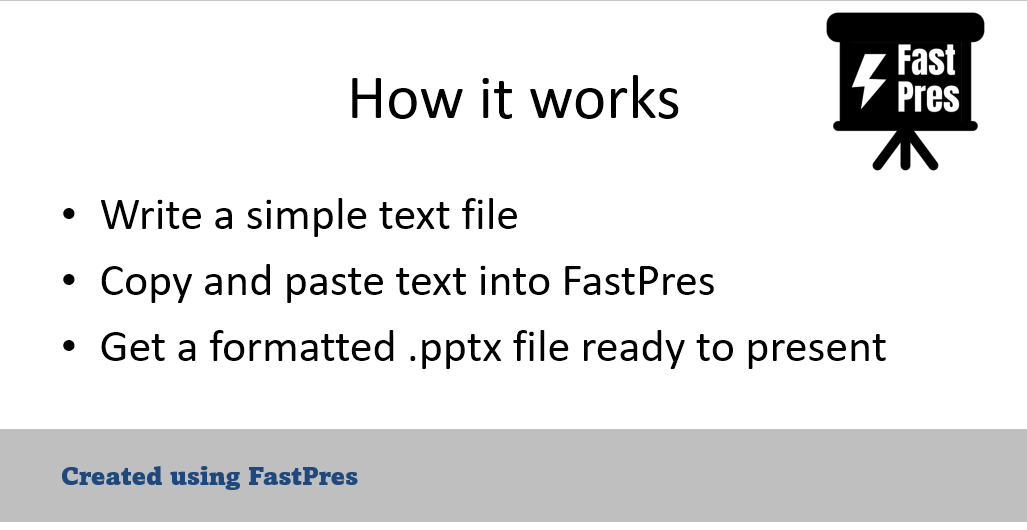 Fast
Pres
How it works
• Write a simple text file
• Copy and paste text into FastPres
• Get a formatted .pptx file ready to present
Created using FastPres